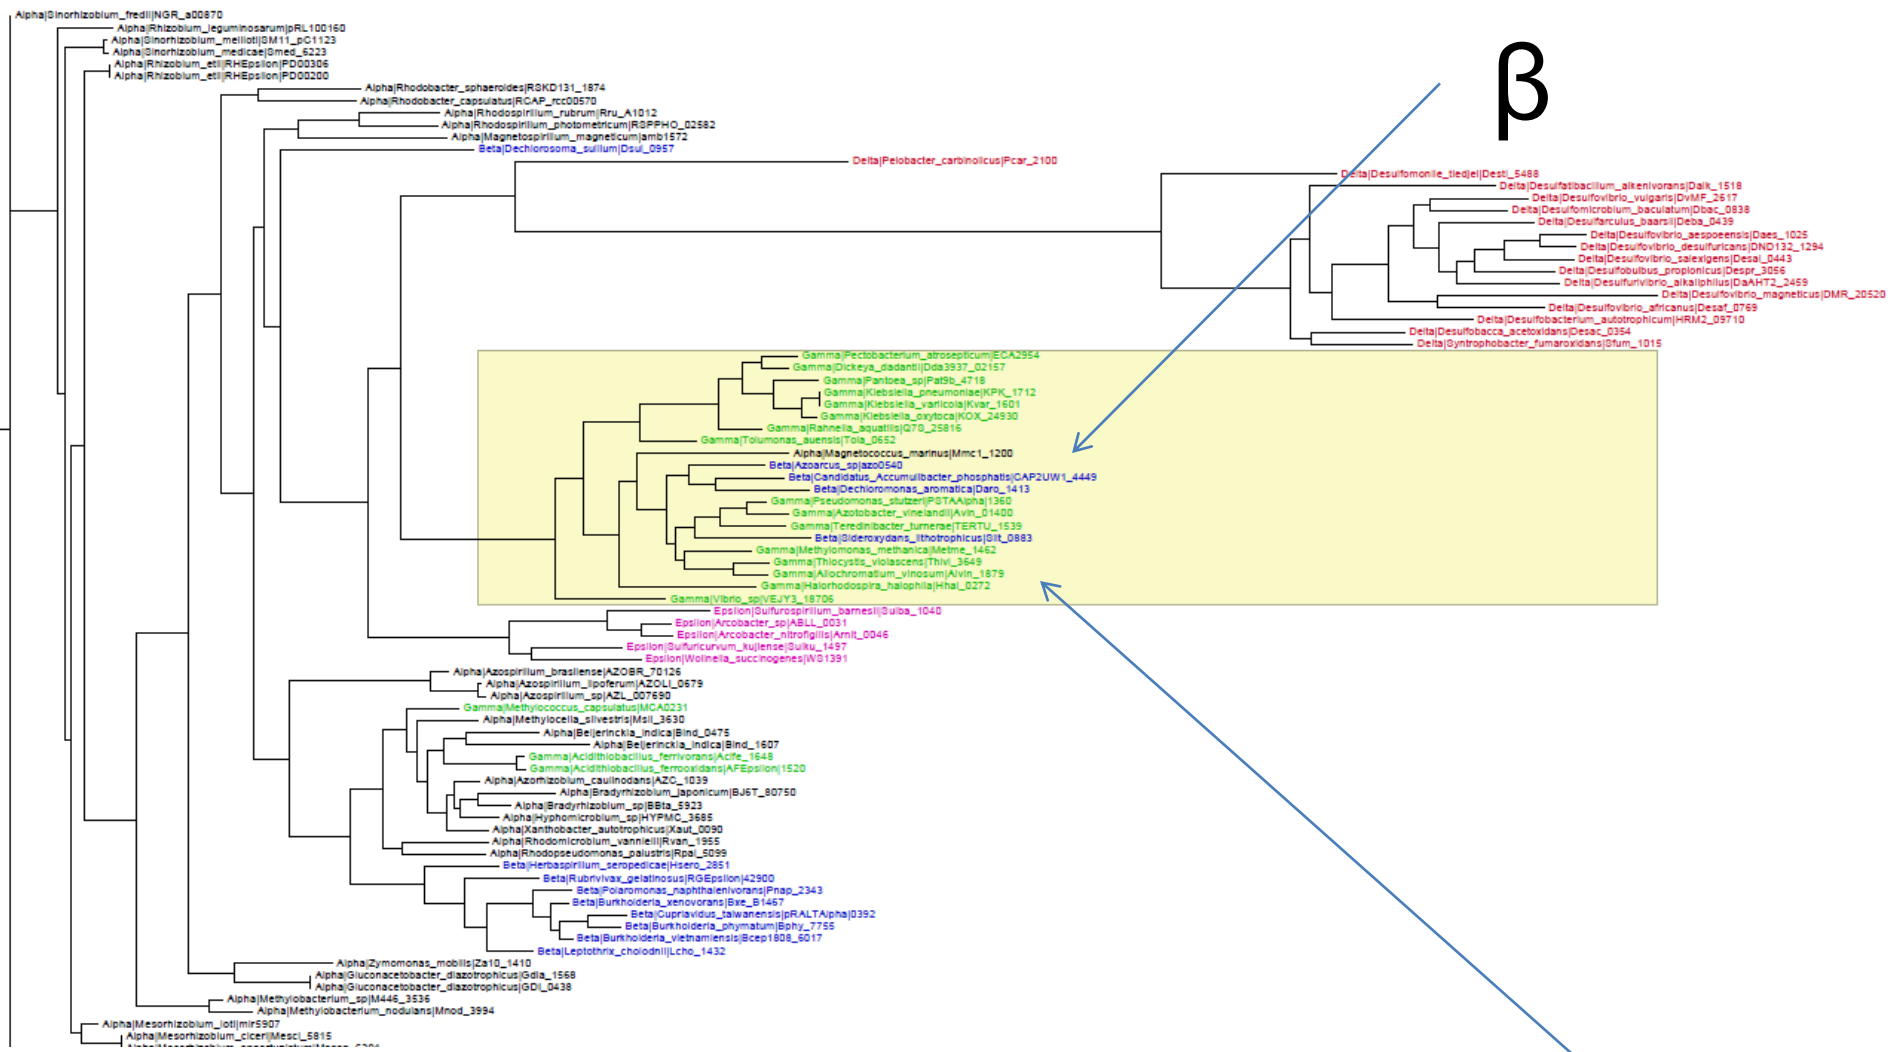 Alpha|Sinorhizobium_fredii|NGR_a00870
Alpha|Rhizobium_leguminosarum|pRL100160
Alpha|Sinorhizobium_meliloti|SM11_pC1123
Alpha|Sinorhizobium_medicae|Smed_6223
Alpha|Rhizobium_etli|RHEpsilon|PD00306
Alpha|Rhizobium_etli|RHEpsilon|PD00200
β
Alpha|Rhodobacter_sphaeroides|RSKD131_1874
Alpha|Rhodobacter_capsulatus|RCAP_rcc00570
Alpha|Rhodospirillum_rubrum|Rru_A1012
Alpha|Rhodospirillum_photometricum|RSPPHO_02582
Alpha|Magnetospirillum_magneticum|amb1572
Beta|Dechlorosoma_suillum|Dsui_0957
Delta|Pelobacter_carbinolicus|Pcar_2100
Delta|Desulfomonile_tiedjei|Desti_5488
Delta|Desulfatibacillum_alkenivorans|Dalk_1518
Delta|Desulfovibrio_vulgaris|DvMF_2617
Delta|Desulfomicrobium_baculatum|Dbac_0838
Delta|Desulfarculus_baarsii|Deba_0439
Delta|Desulfovibrio_aespoeensis|Daes_1025
Delta|Desulfovibrio_desulfuricans|DND132_1294
Delta|Desulfovibrio_salexigens|Desal_0443
Delta|Desulfobulbus_propionicus|Despr_3056
Delta|Desulfurivibrio_alkaliphilus|DaAHT2_2459
Delta|Desulfovibrio_magneticus|DMR_20520
Delta|Desulfovibrio_africanus|Desaf_0769
Delta|Desulfobacterium_autotrophicum|HRM2_09710
Delta|Desulfobacca_acetoxidans|Desac_0354
Delta|Syntrophobacter_fumaroxidans|Sfum_1015
Gamma|Pectobacterium_atrosepticum|ECA2954
Gamma|Dickeya_dadantii|Dda3937_02157
Gamma|Pantoea_sp|Pat9b_4718
Gamma|Klebsiella_pneumoniae|KPK_1712
Gamma|Klebsiella_variicola|Kvar_1601
Gamma|Klebsiella_oxytoca|KOX_24930
Gamma|Rahnella_aquatilis|Q7S_25816
Gamma|Tolumonas_auensis|Tola_0652
Alpha|Magnetococcus_marinus|Mmc1_1200
Beta|Azoarcus_sp|azo0540
Beta|Candidatus_Accumulibacter_phosphatis|CAP2UW1_4449
Beta|Dechloromonas_aromatica|Daro_1413
Gamma|Pseudomonas_stutzeri|PSTAAlpha|1360
Gamma|Azotobacter_vinelandii|Avin_01400
Gamma|Teredinibacter_turnerae|TERTU_1539
Beta|Sideroxydans_lithotrophicus|Slit_0883
Gamma|Methylomonas_methanica|Metme_1462
Gamma|Thiocystis_violascens|Thivi_3649
Gamma|Allochromatium_vinosum|Alvin_1879
Gamma|Halorhodospira_halophila|Hhal_0272
Gamma|Vibrio_sp|VEJY3_18706
Epsilon|Sulfurospirillum_barnesii|Sulba_1040
Epsilon|Arcobacter_sp|ABLL_0031
Epsilon|Arcobacter_nitrofigilis|Arnit_0046
Epsilon|Sulfuricurvum_kujiense|Sulku_1497
Epsilon|Wolinella_succinogenes|WS1391
Alpha|Azospirillum_brasilense|AZOBR_70126
Alpha|Azospirillum_lipoferum|AZOLI_0679
Alpha|Azospirillum_sp|AZL_007690
Gamma|Methylococcus_capsulatus|MCA0231
Alpha|Methylocella_silvestris|Msil_3630
Alpha|Beijerinckia_indica|Bind_0475
Alpha|Beijerinckia_indica|Bind_1607
Gamma|Acidithiobacillus_ferrivorans|Acife_1648
Gamma|Acidithiobacillus_ferrooxidans|AFEpsilon|1520
Alpha|Azorhizobium_caulinodans|AZC_1039
Alpha|Bradyrhizobium_japonicum|BJ6T_80750
Alpha|Bradyrhizobium_sp|BBta_5923
Alpha|Hyphomicrobium_sp|HYPMC_3685
Alpha|Xanthobacter_autotrophicus|Xaut_0090
Alpha|Rhodomicrobium_vannielii|Rvan_1955
Alpha|Rhodopseudomonas_palustris|Rpal_5099
Beta|Herbaspirillum_seropedicae|Hsero_2851
Beta|Rubrivivax_gelatinosus|RGEpsilon|42900
Beta|Polaromonas_naphthalenivorans|Pnap_2343
Beta|Burkholderia_xenovorans|Bxe_B1467
Beta|Cupriavidus_taiwanensis|pRALTAlpha|0392
Beta|Burkholderia_phymatum|Bphy_7755
Beta|Burkholderia_vietnamiensis|Bcep1808_6017
Beta|Leptothrix_cholodnii|Lcho_1432
Alpha|Zymomonas_mobilis|Za10_1410
Alpha|Gluconacetobacter_diazotrophicus|Gdia_1568
Alpha|Gluconacetobacter_diazotrophicus|GDI_0438
Alpha|Methylobacterium_sp|M446_3536
Alpha|Methylobacterium_nodulans|Mnod_3994
Alpha|Mesorhizobium_loti|mlr5907
Alpha|Mesorhizobium_ciceri|Mesci_5815